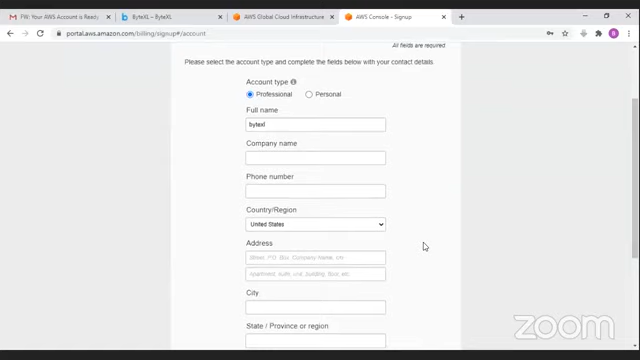 FW: Your AWS Account is Ready
ByteXL – ByteXL
AWS Global Cloud Infrastructure
AWS Console - Signup
portal.aws.amazon.com/billing/signup#/account
B
All fields are required
Please select the account type and complete the fields below with your contact details.
Account type
Professional
Personal
Full name
bytexl
Company name
Phone number
Country/Region
United States
Address
Street, P.O. Box, Company Name, c/o
Apartment, suite, unit, building, floor, etc.
City
State / Province or region
zoom